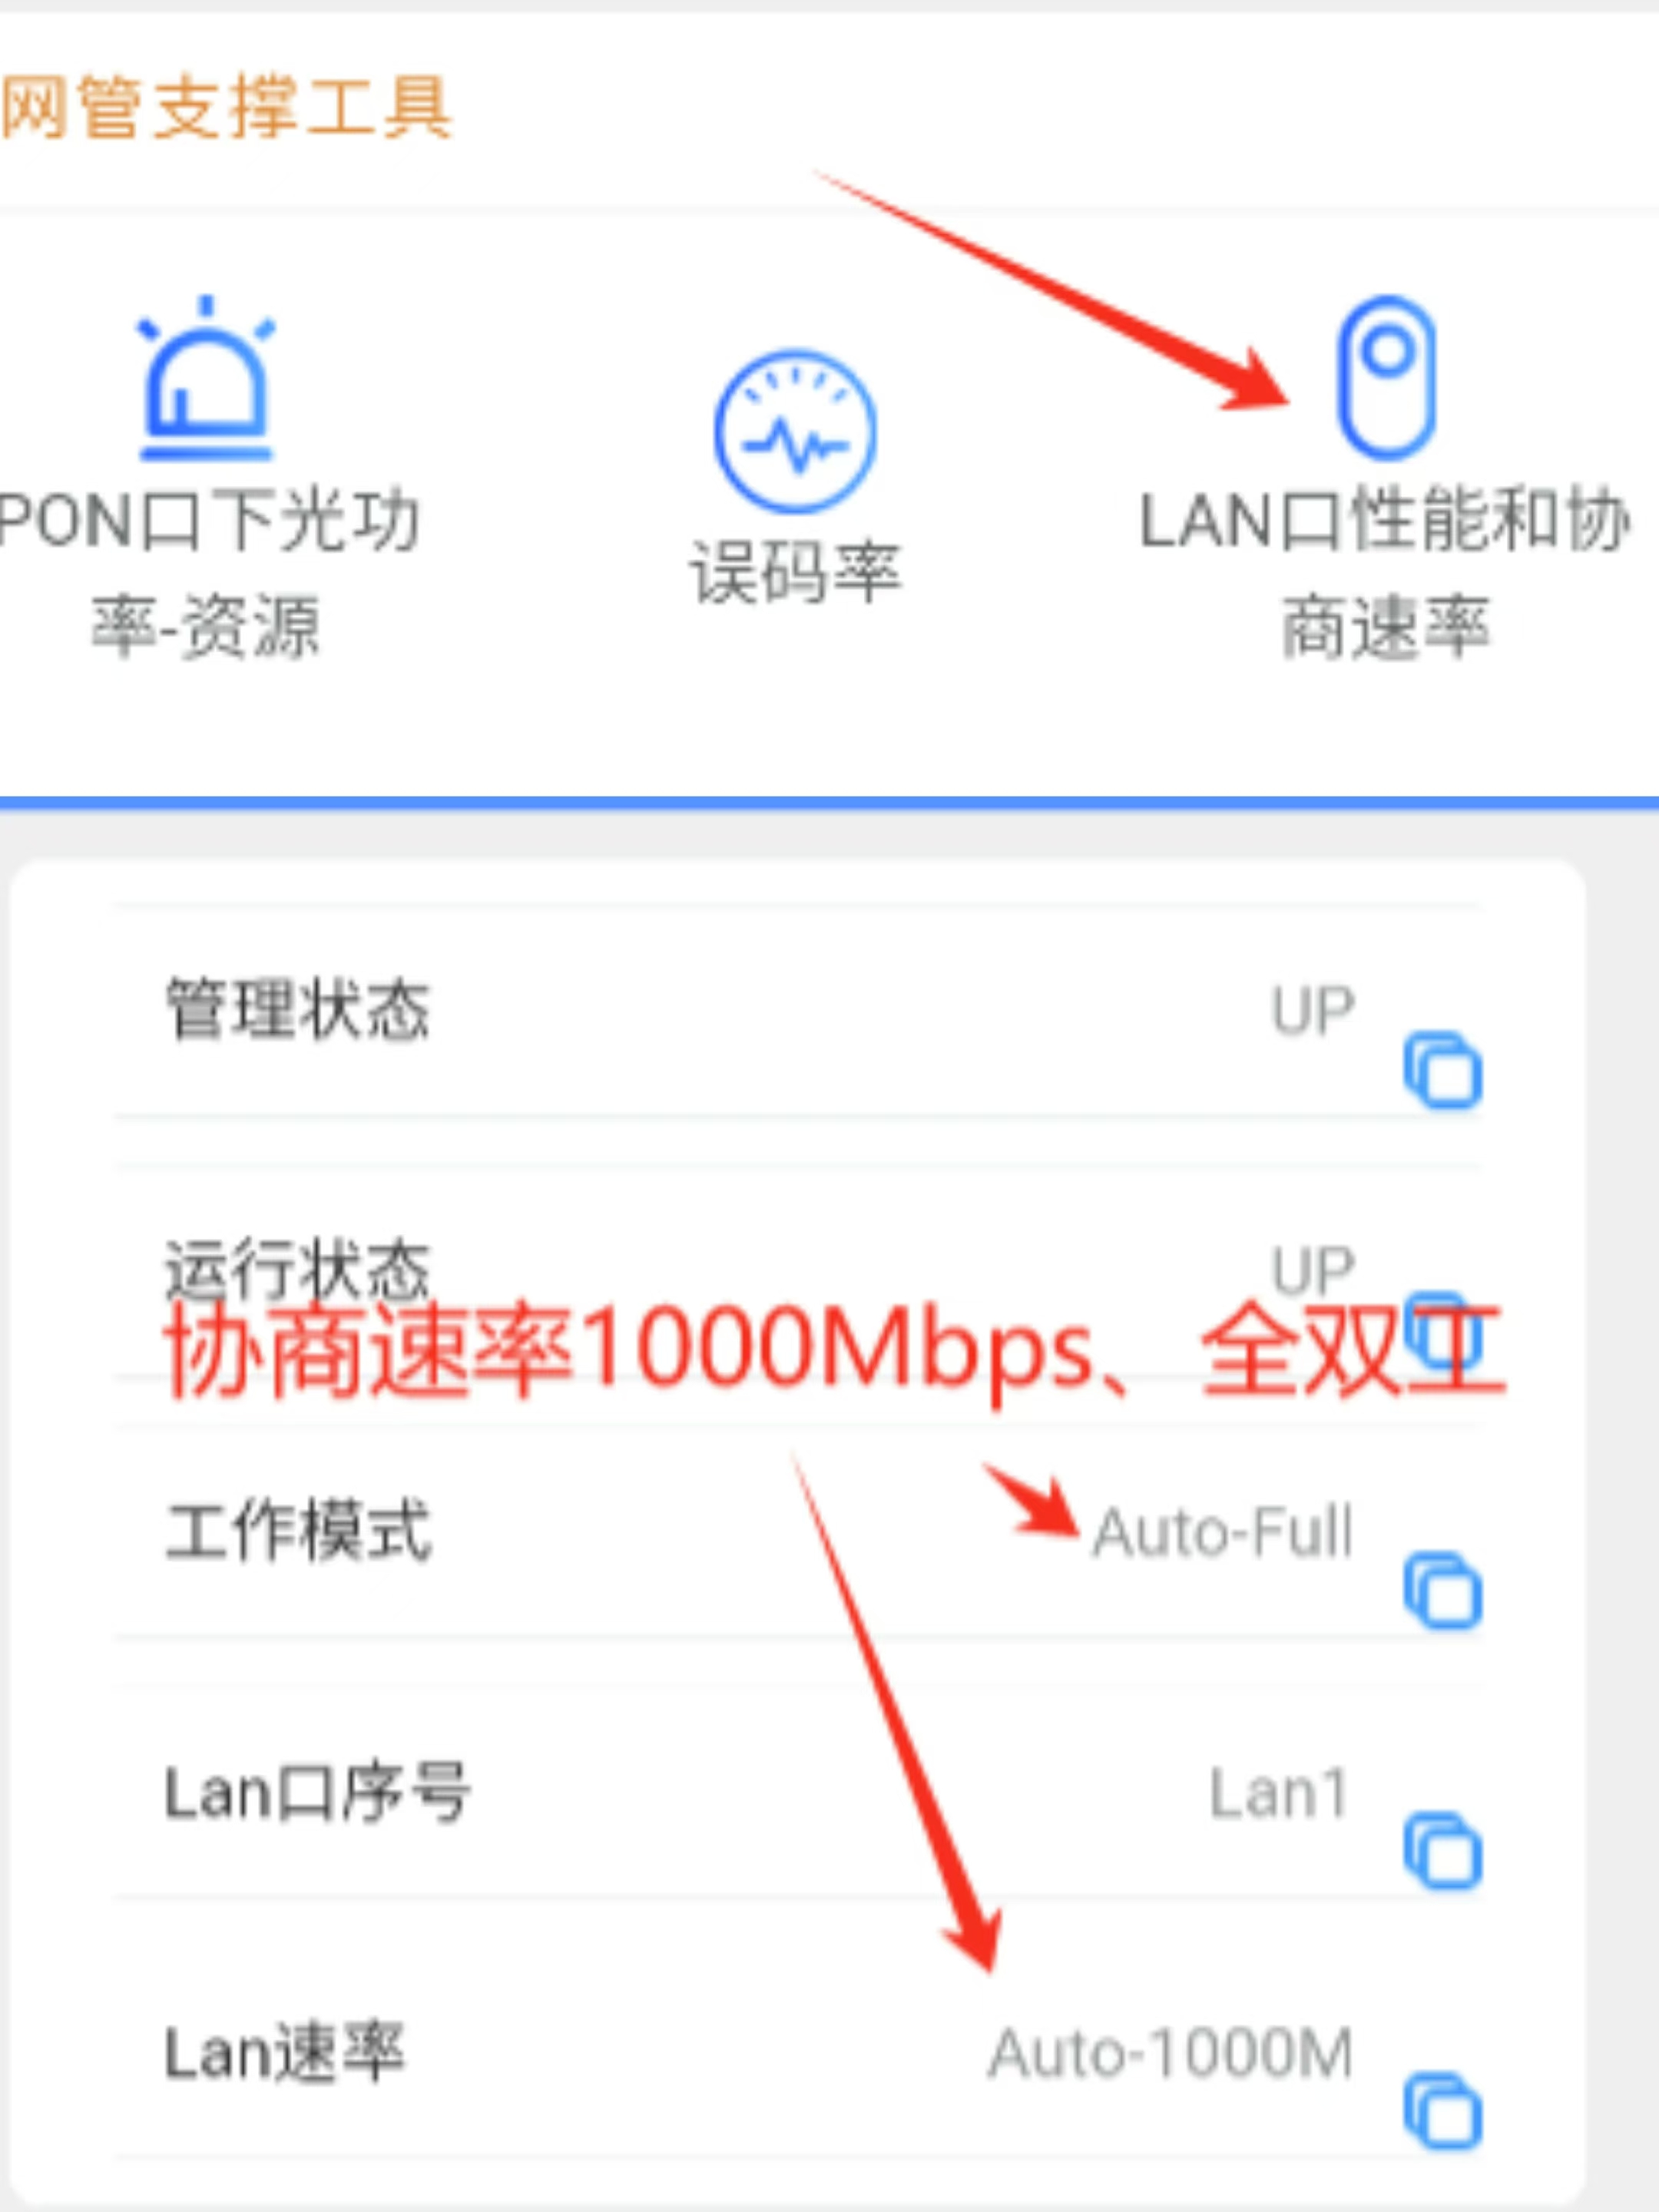 网管支撑工具
PON口下光功
率-资源
误码率
LAN口性能和协
商速率
管理状态 UP
运行状态 UP
协商速率1000Mbps、全双工
工作模式 Auto-Full
Lan口序号 Lan1
Lan速率 Auto-1000M